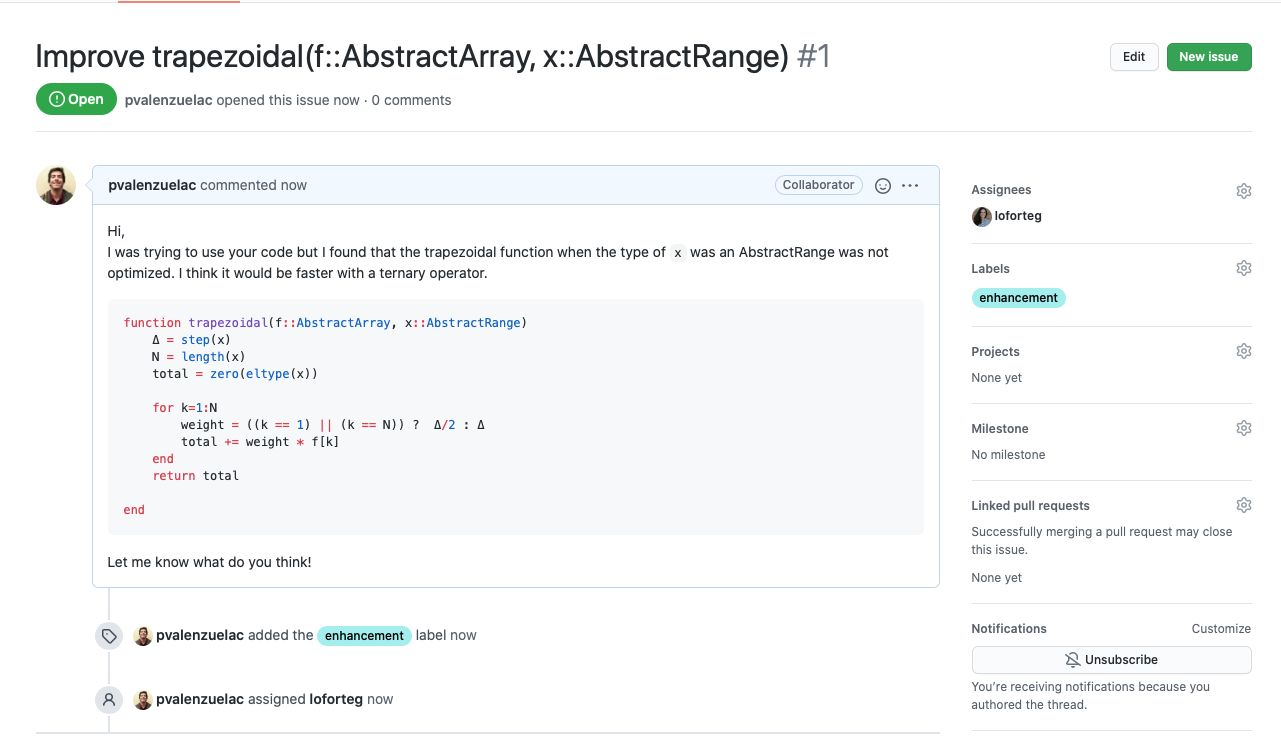 Improve trapezoidal(f::AbstractArray, x::AbstractRange) #1
Edit
New issue
Open
pvalenzuelac opened this issue now · 0 comments
pvalenzuelac commented now
Collaborator
Hi,
I was trying to use your code but I found that the trapezoidal function when the type of x was an AbstractRange was not
optimized. I think it would be faster with a ternary operator.
function trapezoidal(f::AbstractArray, x::AbstractRange)
    Δ = step(x)
    N = length(x)
    total = zero(eltype(x))
    for k=1:N
        weight = ((k == 1) || (k == N)) ?  Δ/2 : Δ
        total += weight * f[k]
    end
    return total
end
Let me know what do you think!
pvalenzuelac added the enhancement label now
pvalenzuelac assigned loforteg now
Assignees
loforteg
Labels
enhancement
Projects
None yet
Milestone
No milestone
Linked pull requests
Successfully merging a pull request may close
this issue.
None yet
Notifications
Customize
Unsubscribe
You're receiving notifications because you
authored the thread.